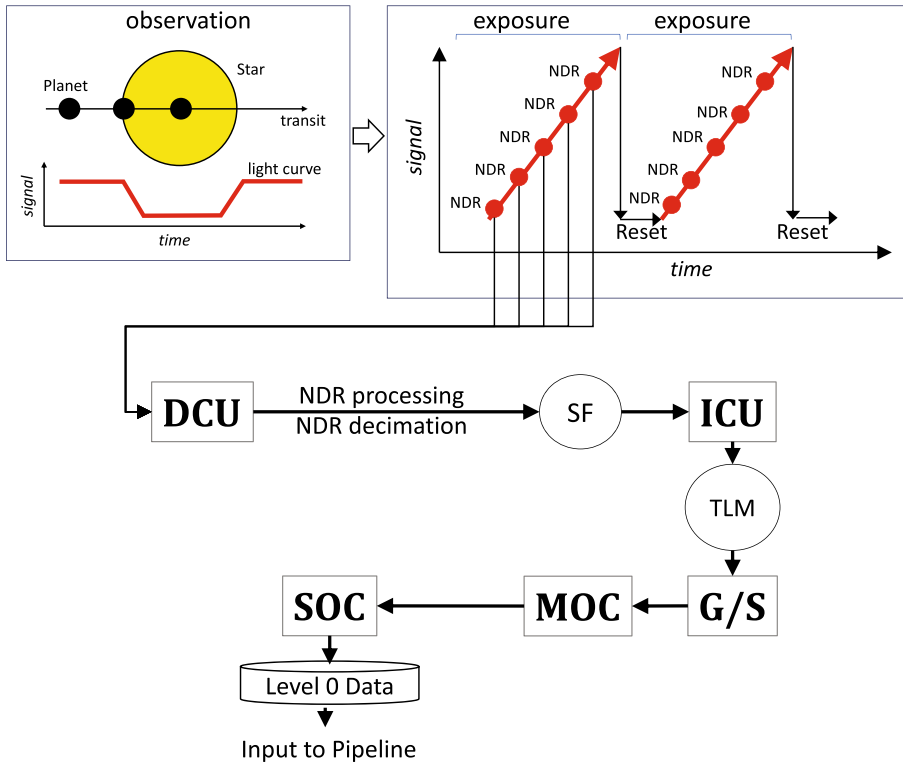 observation
Planet
Star
transit
light curve
signal
time
exposure
exposure
signal
NDR
NDR
NDR
NDR
NDR
NDR
NDR
NDR
NDR
NDR
Reset
Reset
time
DCU
NDR processing
NDR decimation
SF
ICU
TLM
SOC
MOC
G/S
Level 0 Data
Input to Pipeline